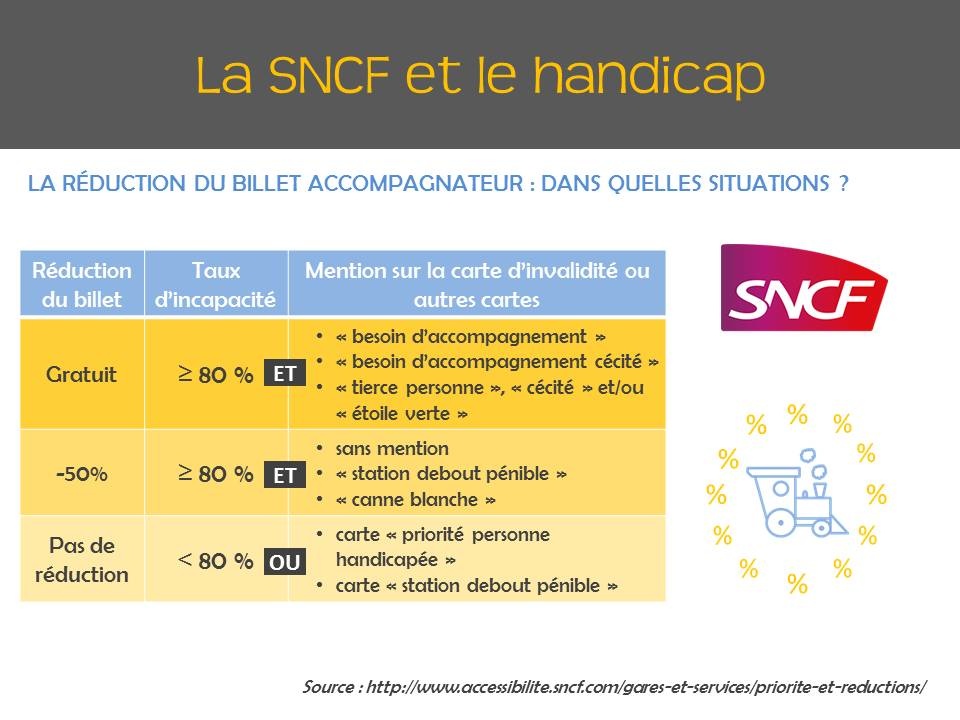 La SNCF et le handicap
LA RÉDUCTION DU BILLET ACCOMPAGNATEUR : DANS QUELLES SITUATIONS ?
Réduction
du billet
Taux
d'incapacité
Mention sur la carte d'invalidité ou
autres cartes
Gratuit
≥ 80 %
ET
• « besoin d'accompagnement »
• « besoin d'accompagnement cécité »
• « tierce personne », « cécité » et/ou
« étoile verte »
-50%
≥ 80 %
ET
• sans mention
• « station debout pénible »
• « canne blanche »
Pas de
réduction
< 80 %
OU
• carte « priorité personne
handicapée »
• carte « station debout pénible »
SNCF
%
%
%
%
%
%
%
%
%
%
%
%
%
Source : http://www.accessibilite.sncf.com/gares-et-services/priorite-et-reductions/